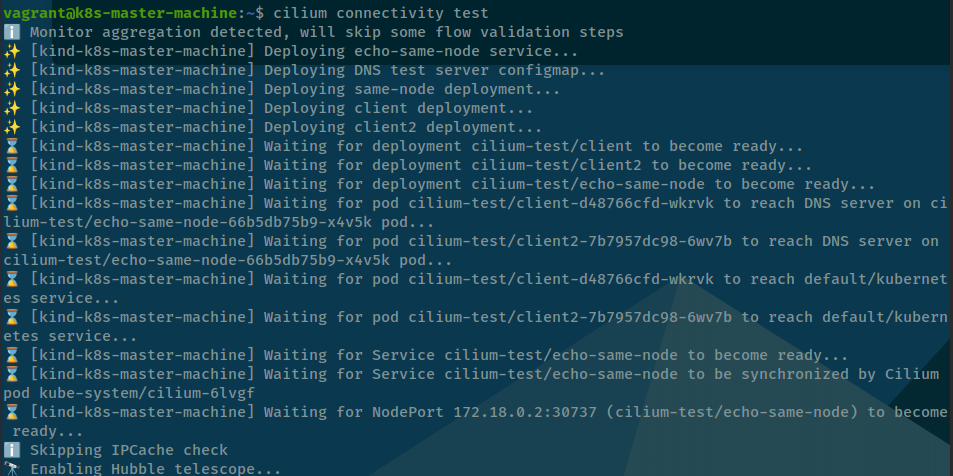 vagrant@k8s-master-machine:~$ cilium connectivity test
ℹ️ Monitor aggregation detected, will skip some flow validation steps
✨ [kind-k8s-master-machine] Deploying echo-same-node service...
✨ [kind-k8s-master-machine] Deploying DNS test server configmap...
✨ [kind-k8s-master-machine] Deploying same-node deployment...
✨ [kind-k8s-master-machine] Deploying client deployment...
✨ [kind-k8s-master-machine] Deploying client2 deployment...
⌛ [kind-k8s-master-machine] Waiting for deployment cilium-test/client to become ready...
⌛ [kind-k8s-master-machine] Waiting for deployment cilium-test/client2 to become ready...
⌛ [kind-k8s-master-machine] Waiting for deployment cilium-test/echo-same-node to become ready...
⌛ [kind-k8s-master-machine] Waiting for pod cilium-test/client-d48766cfd-wkrvk to reach DNS server on ci
lium-test/echo-same-node-66b5db75b9-x4v5k pod...
⌛ [kind-k8s-master-machine] Waiting for pod cilium-test/client2-7b7957dc98-6wv7b to reach DNS server on
cilium-test/echo-same-node-66b5db75b9-x4v5k pod...
⌛ [kind-k8s-master-machine] Waiting for pod cilium-test/client-d48766cfd-wkrvk to reach default/kubernet
es service...
⌛ [kind-k8s-master-machine] Waiting for pod cilium-test/client2-7b7957dc98-6wv7b to reach default/kubern
etes service...
⌛ [kind-k8s-master-machine] Waiting for Service cilium-test/echo-same-node to become ready...
⌛ [kind-k8s-master-machine] Waiting for Service cilium-test/echo-same-node to be synchronized by Cilium
pod kube-system/cilium-6lvgf
⌛ [kind-k8s-master-machine] Waiting for NodePort 172.18.0.2:30737 (cilium-test/echo-same-node) to become
ready...
ℹ️ Skipping IPCache check
🔭 Enabling Hubble telescope...